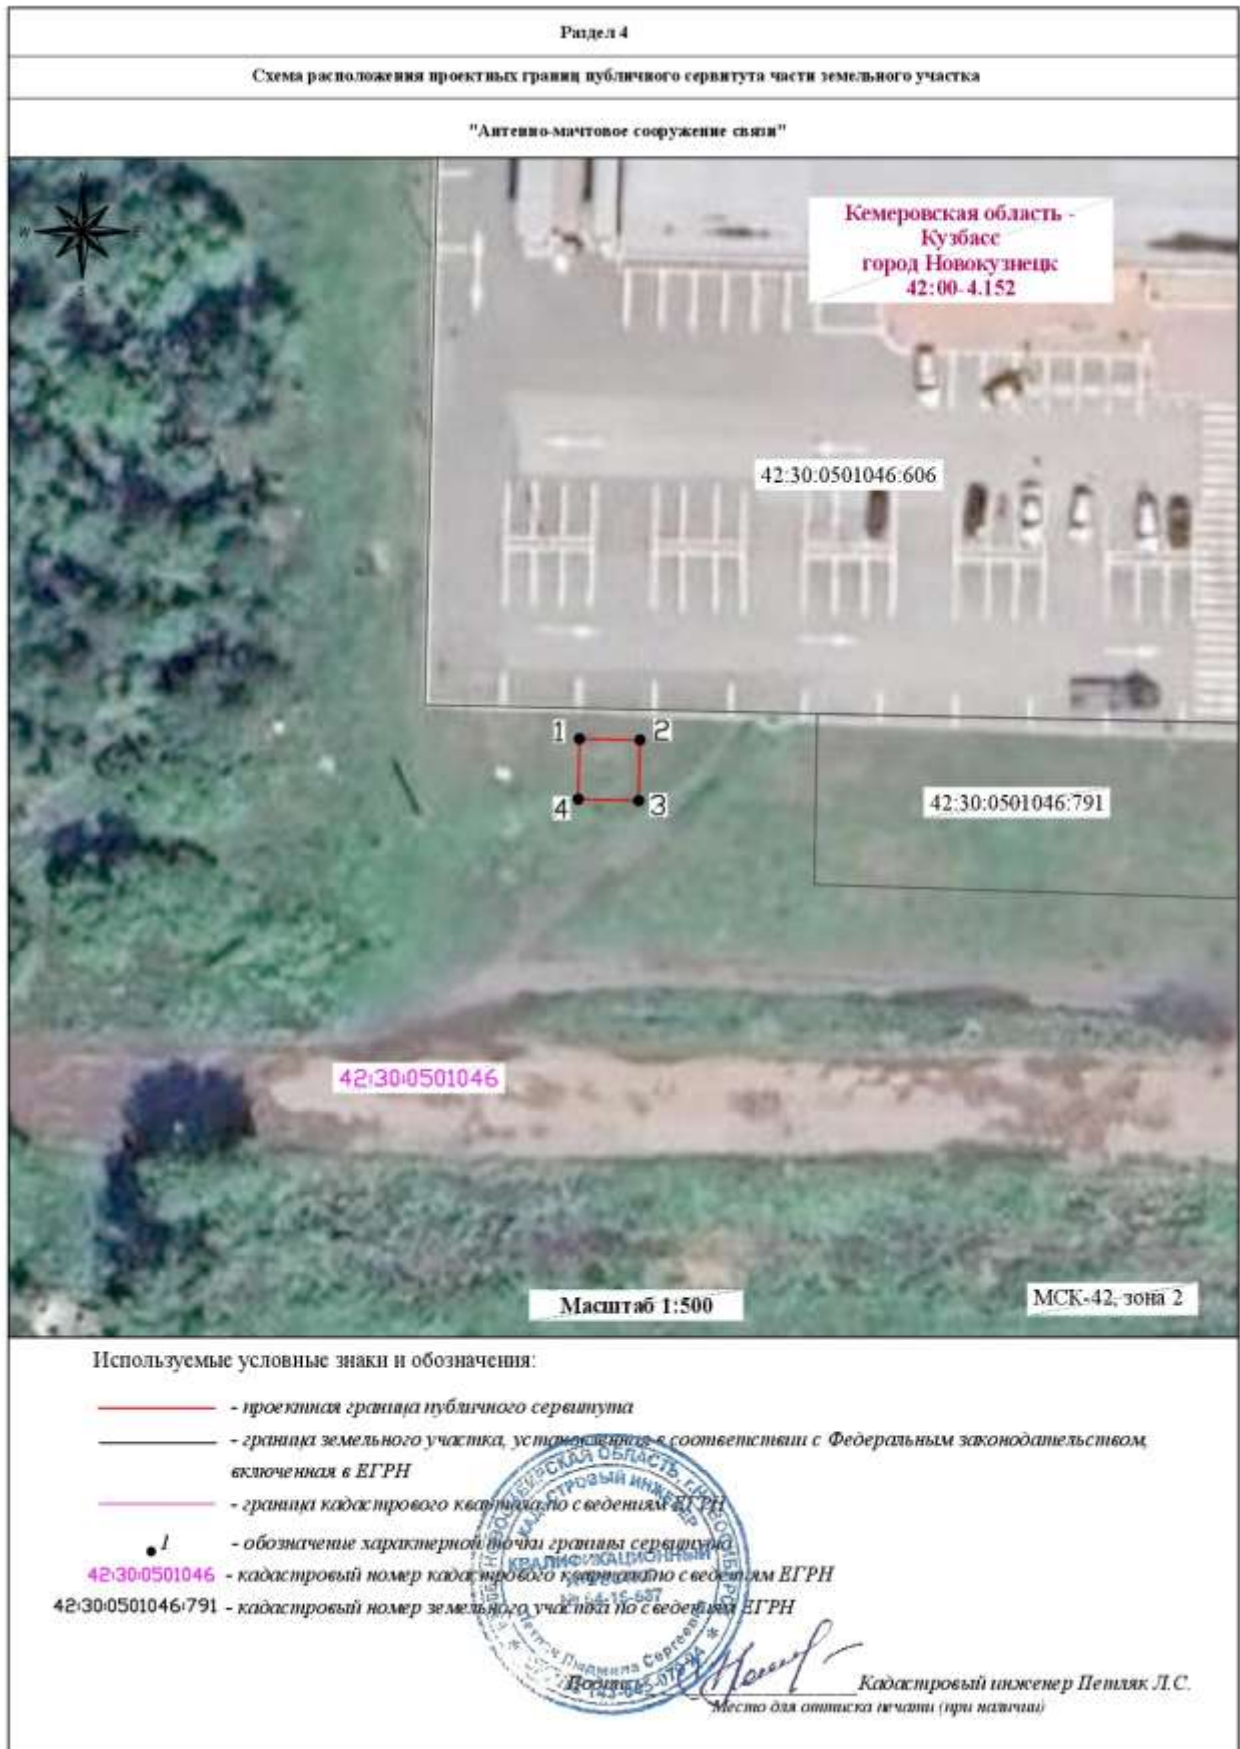 Раздел 4
Схема расположения проектных границ публичного сервитута части земельного участка
"Антенно-мачтовое сооружение связи"
Кемеровская область -
Кузбасс
город Новокузнецк
42:00-4.152
42:30:0501046:606
1
2
4
3
42:30:0501046:791
42:30:0501046
Масштаб 1:500
МСК-42, зона 2
Используемые условные знаки и обозначения:
- проектная граница публичного сервитута
- граница земельного участка, установленная в соответствии с Федеральным законодательством,
включенная в ЕГРН
- граница кадастрового квартала по сведениям ЕГРН
1 - обозначение характерной точки границы сервитута
42:30:0501046 - кадастровый номер кадастрового квартала по сведениям ЕГРН
42:30:0501046:791 - кадастровый номер земельного участка по сведениям ЕГРН
КАДАСТРОВЫЙ ИНЖЕНЕР
КВАЛИФИКАЦИОННЫЙ
Людмила Сергеевна
Подпись Кадастровый инженер Петляк Л.С.
Место для оттиска печати (при наличии)